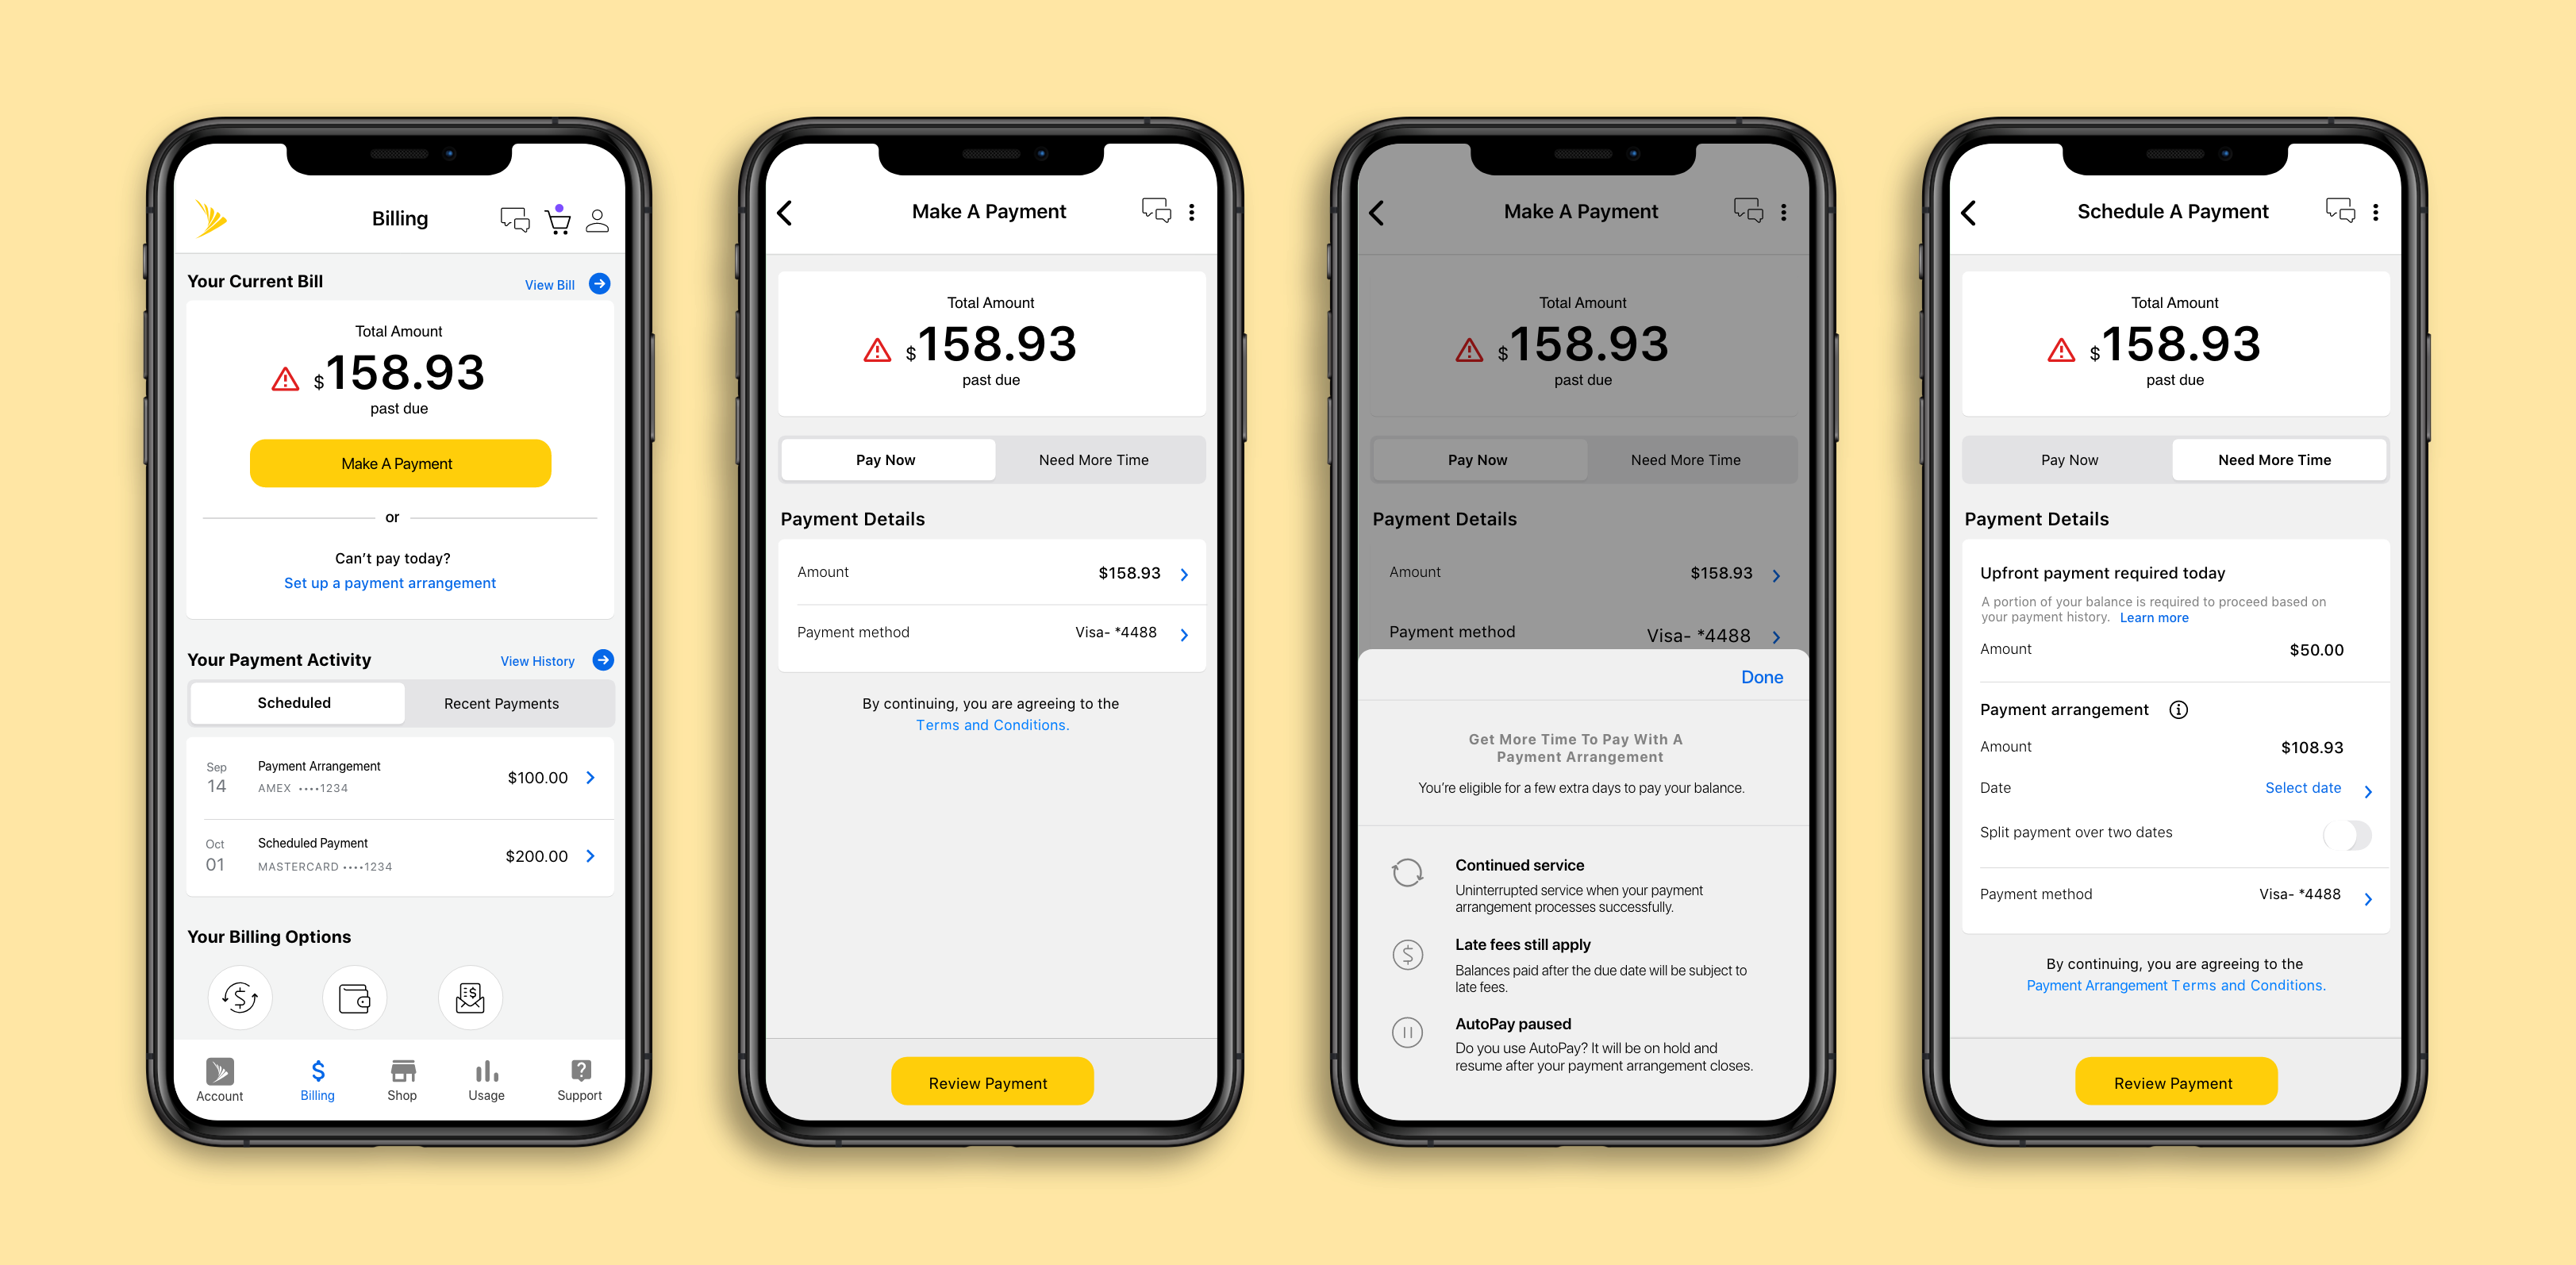 Billing
Your Current Bill
View Bill
Total Amount
$158.93
past due
Make A Payment
or
Can't pay today?
Set up a payment arrangement
Your Payment Activity
View History
Scheduled
Recent Payments
Sep
14
Payment Arrangement
AMEX ••••1234
$100.00
Oct
01
Scheduled Payment
MASTERCARD ••••1234
$200.00
Your Billing Options
Account
Billing
Shop
Usage
Support
Make A Payment
Total Amount
$158.93
past due
Pay Now
Need More Time
Payment Details
Amount
$158.93
Payment method
Visa- *4488
By continuing, you are agreeing to the
Terms and Conditions.
Review Payment
Make A Payment
Total Amount
$158.93
past due
Pay Now
Need More Time
Payment Details
Amount
$158.93
Payment method
Visa- *4488
Done
Get More Time To Pay With A
Payment Arrangement
You're eligible for a few extra days to pay your balance.
Continued service
Uninterrupted service when your payment
arrangement processes successfully.
Late fees still apply
Balances paid after the due date will be subject to
late fees.
AutoPay paused
Do you use AutoPay? It will be on hold and
resume after your payment arrangement closes.
Schedule A Payment
Total Amount
$158.93
past due
Pay Now
Need More Time
Payment Details
Upfront payment required today
A portion of your balance is required to proceed based on
your payment history. Learn more
Amount
$50.00
Payment arrangement
Amount
$108.93
Date
Select date
Split payment over two dates
Payment method
Visa- *4488
By continuing, you are agreeing to the
Payment Arrangement Terms and Conditions.
Review Payment